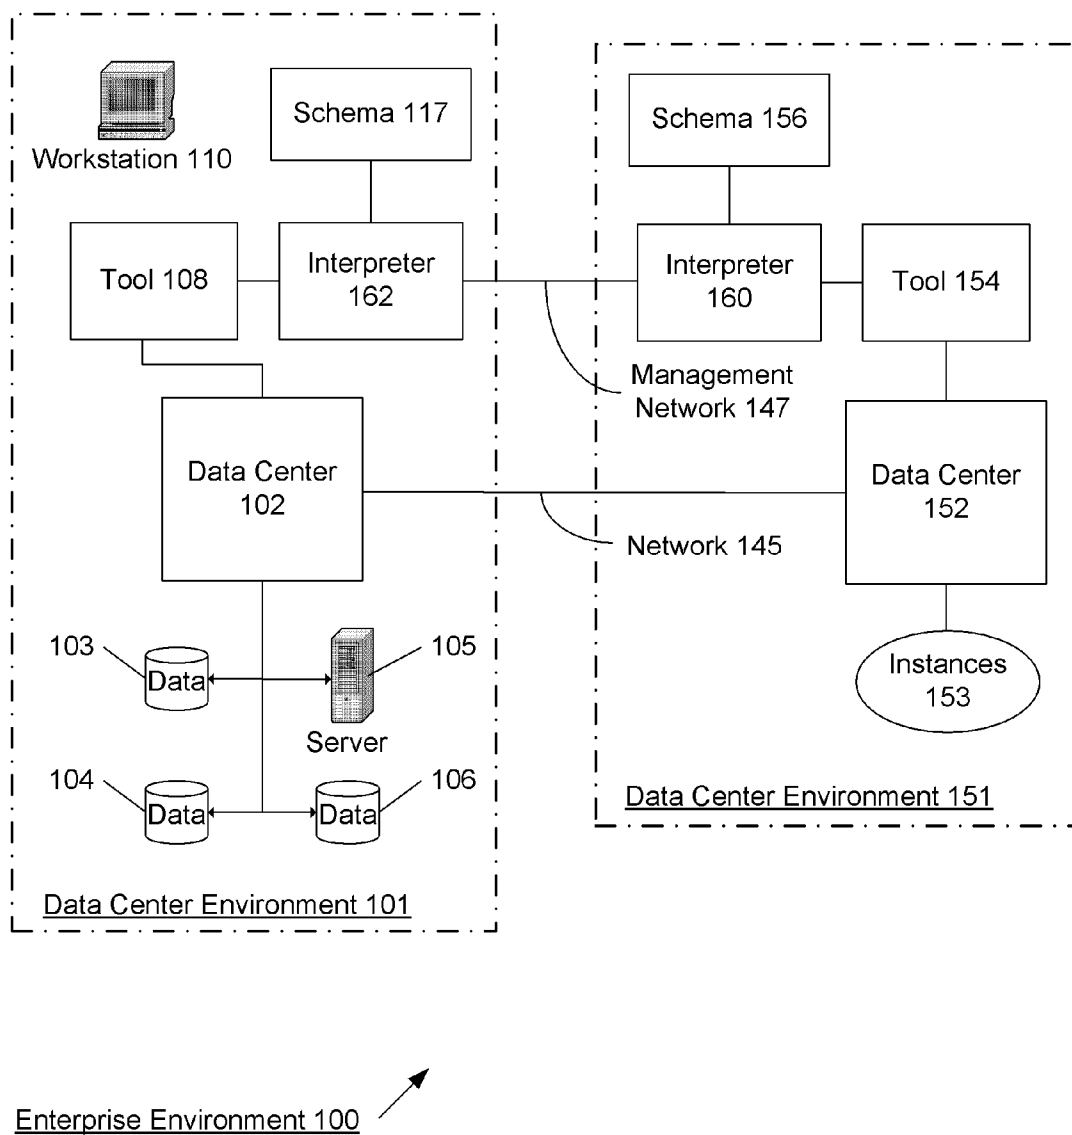 Workstation 110
Schema 117
Schema 156
Tool 108
Interpreter
162
Interpreter
160
Tool 154
Management
Network 147
Data Center
102
Data Center
152
Network 145
103
Data
105
Server
Instances
153
104
Data
106
Data
Data Center Environment 151
Data Center Environment 101
Enterprise Environment 100